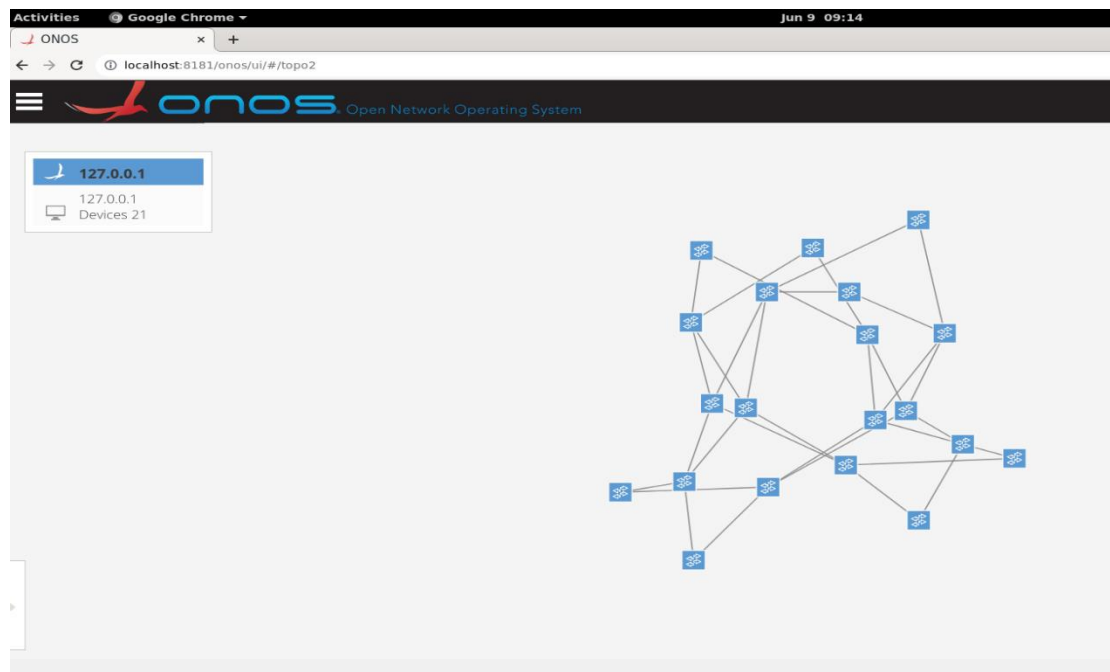 Activities Google Chrome Jun 9 09:14
ONOS × +
localhost:8181/onos/ui/#/topo2
onos. Open Network Operating System
127.0.0.1
127.0.0.1
Devices 21